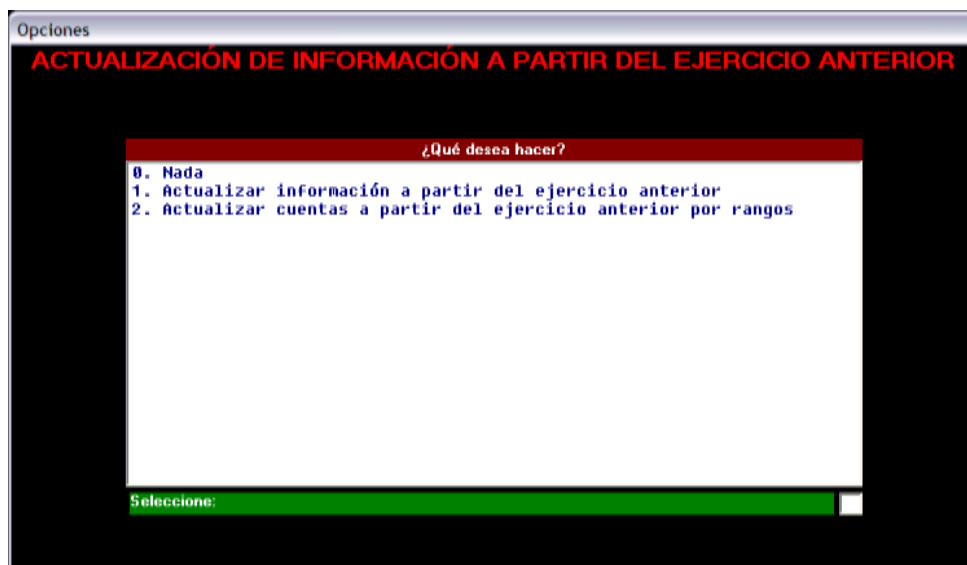 Opciones
ACTUALIZACIÓN DE INFORMACIÓN A PARTIR DEL EJERCICIO ANTERIOR
¿Qué desea hacer?
0. Nada
1. Actualizar información a partir del ejercicio anterior
2. Actualizar cuentas a partir del ejercicio anterior por rangos
Seleccione: